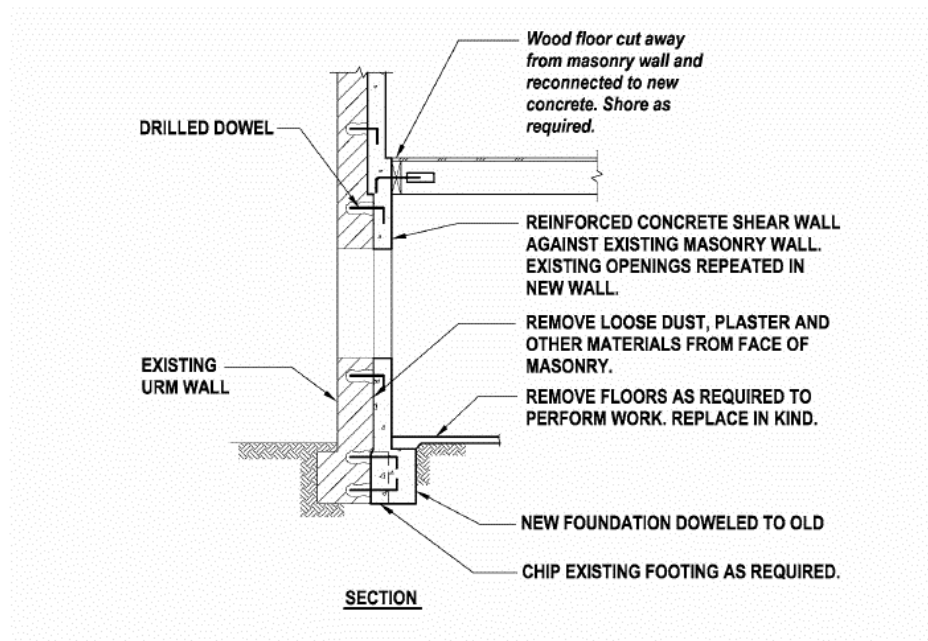 Wood floor cut away
from masonry wall and
reconnected to new
concrete. Shore as
required.
DRILLED DOWEL
REINFORCED CONCRETE SHEAR WALL
AGAINST EXISTING MASONRY WALL.
EXISTING OPENINGS REPEATED IN
NEW WALL.
REMOVE LOOSE DUST, PLASTER AND
OTHER MATERIALS FROM FACE OF
MASONRY.
EXISTING
URM WALL
REMOVE FLOORS AS REQUIRED TO
PERFORM WORK. REPLACE IN KIND.
NEW FOUNDATION DOWELED TO OLD
CHIP EXISTING FOOTING AS REQUIRED.
SECTION